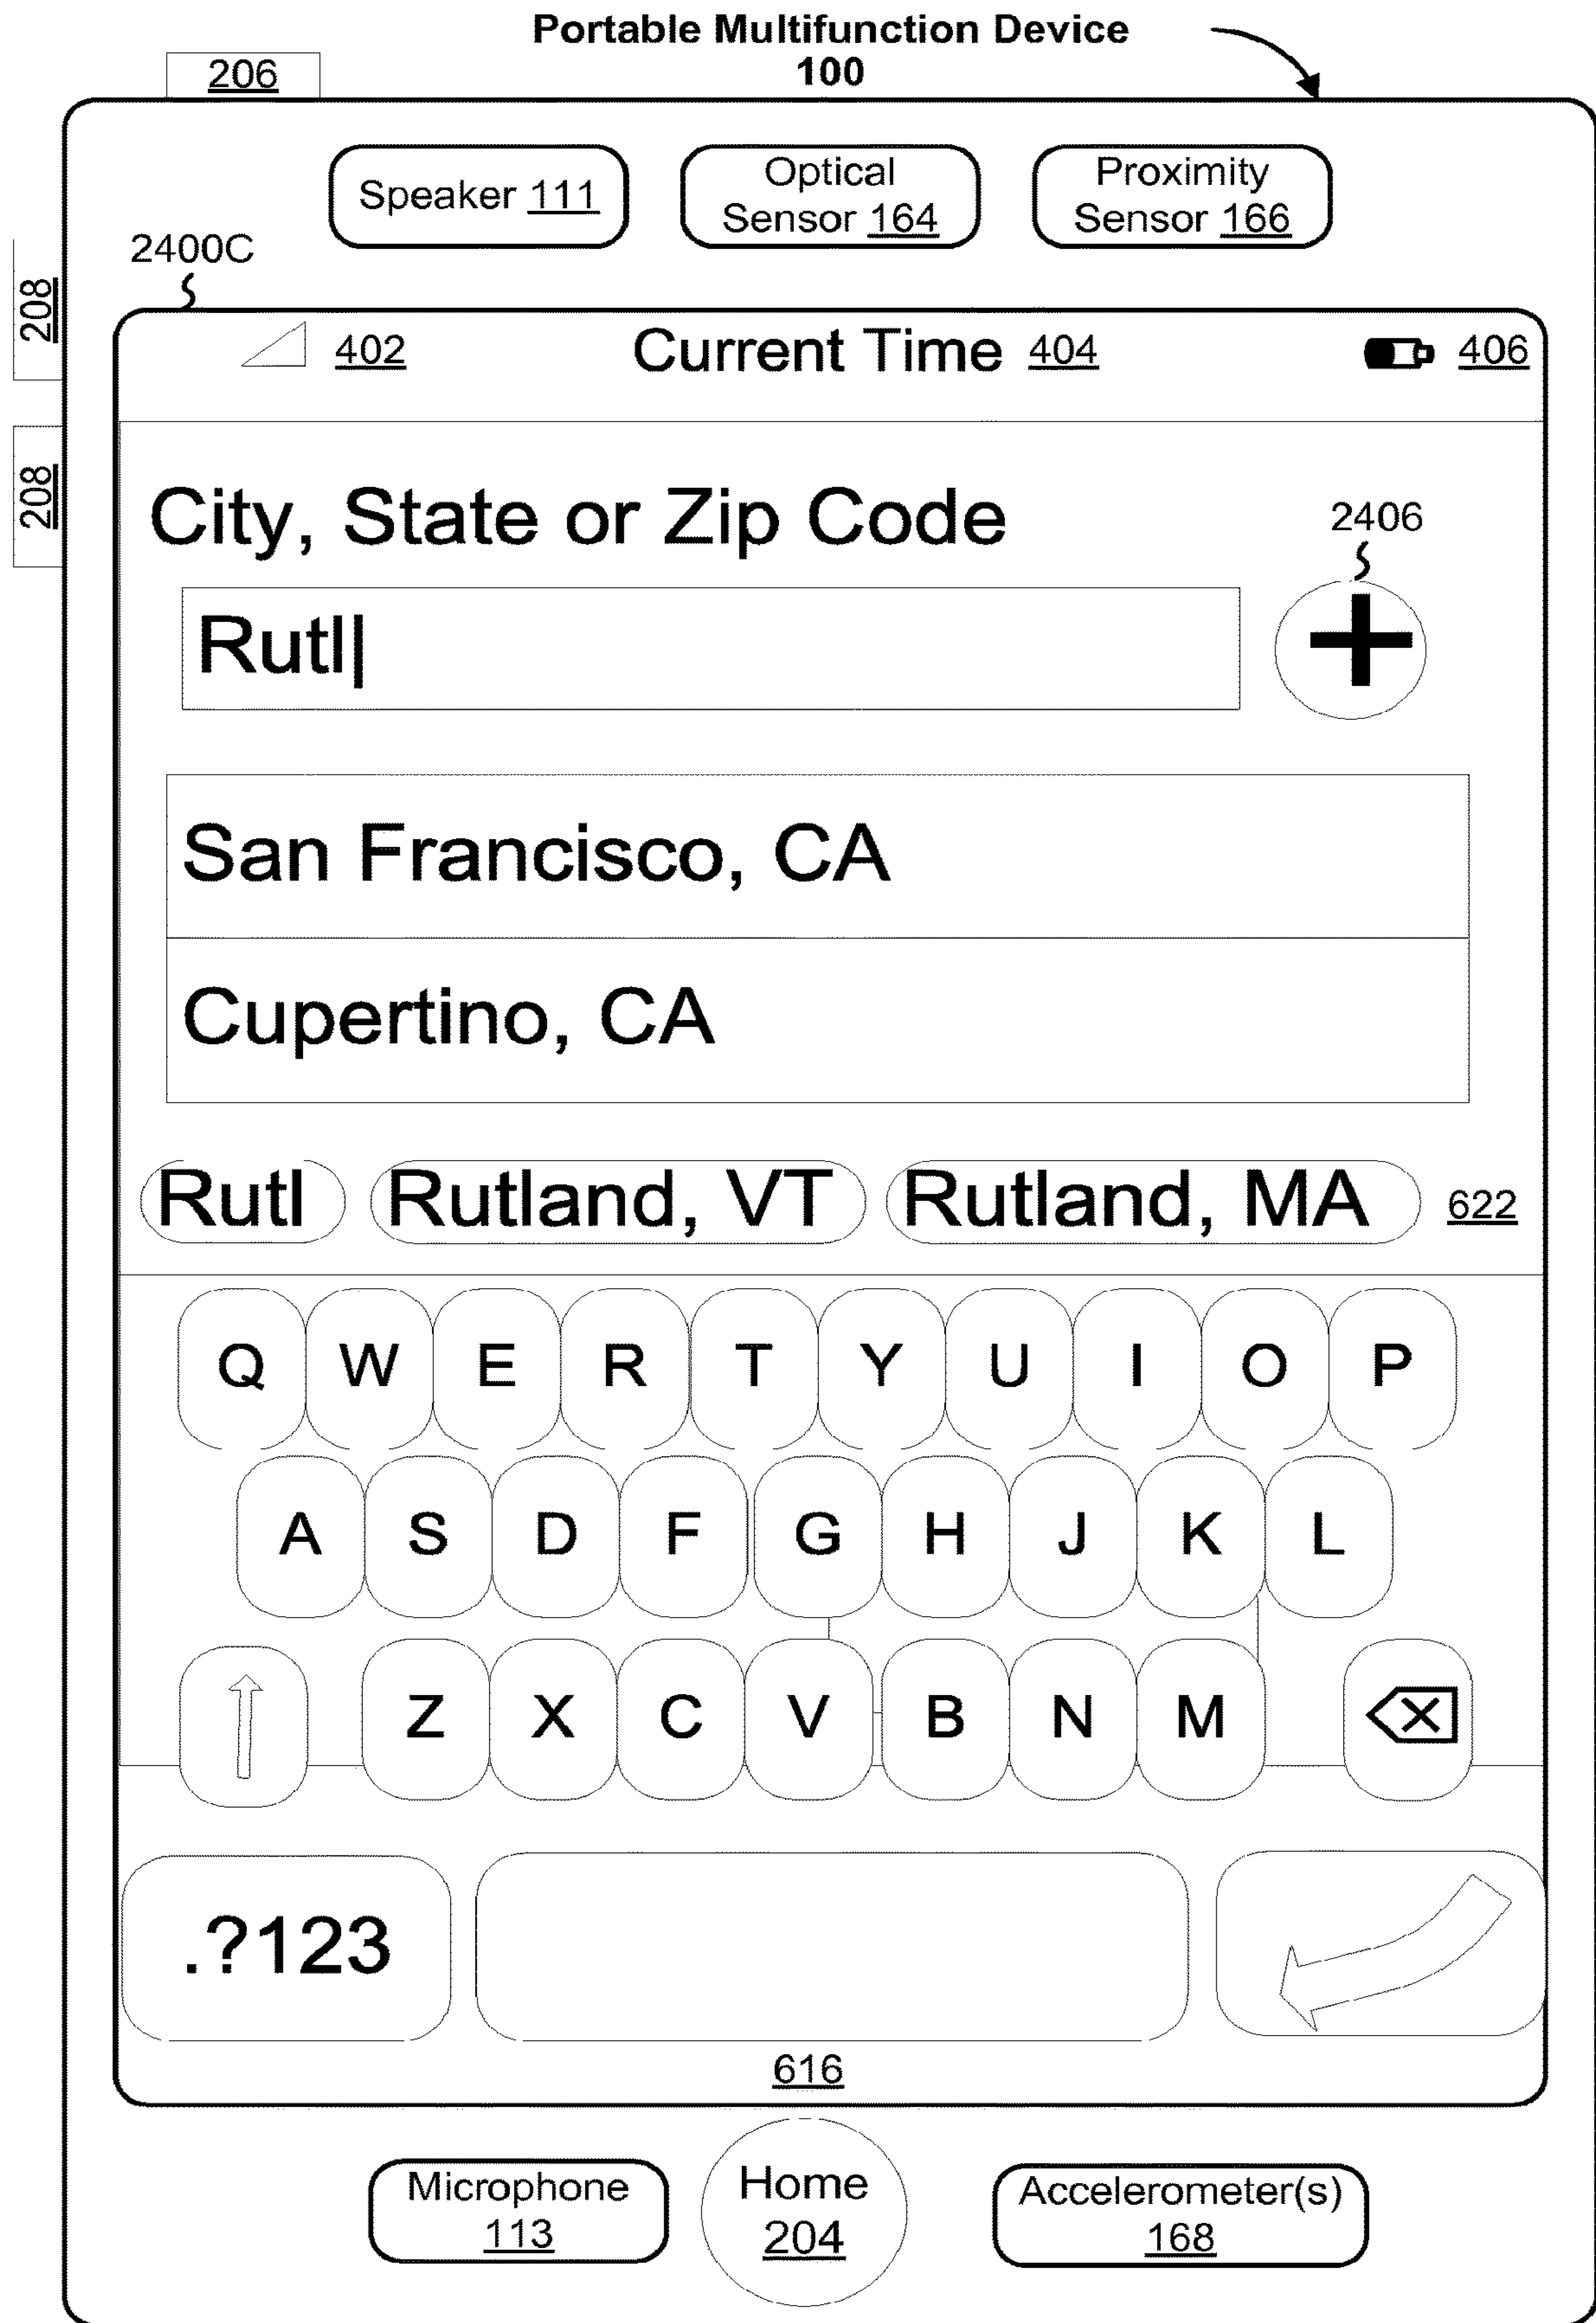 Portable Multifunction Device
100
206
Speaker 111
Optical
Sensor 164
Proximity
Sensor 166
2400C
208
208
402
Current Time 404
406
City, State or Zip Code
2406
Rutl
San Francisco, CA
Cupertino, CA
Rutl
Rutland, VT
Rutland, MA
622
Q W E R T Y U I O P
A S D F G H J K L
Z X C V B N M
.?123
616
Microphone
113
Home
204
Accelerometer(s)
168